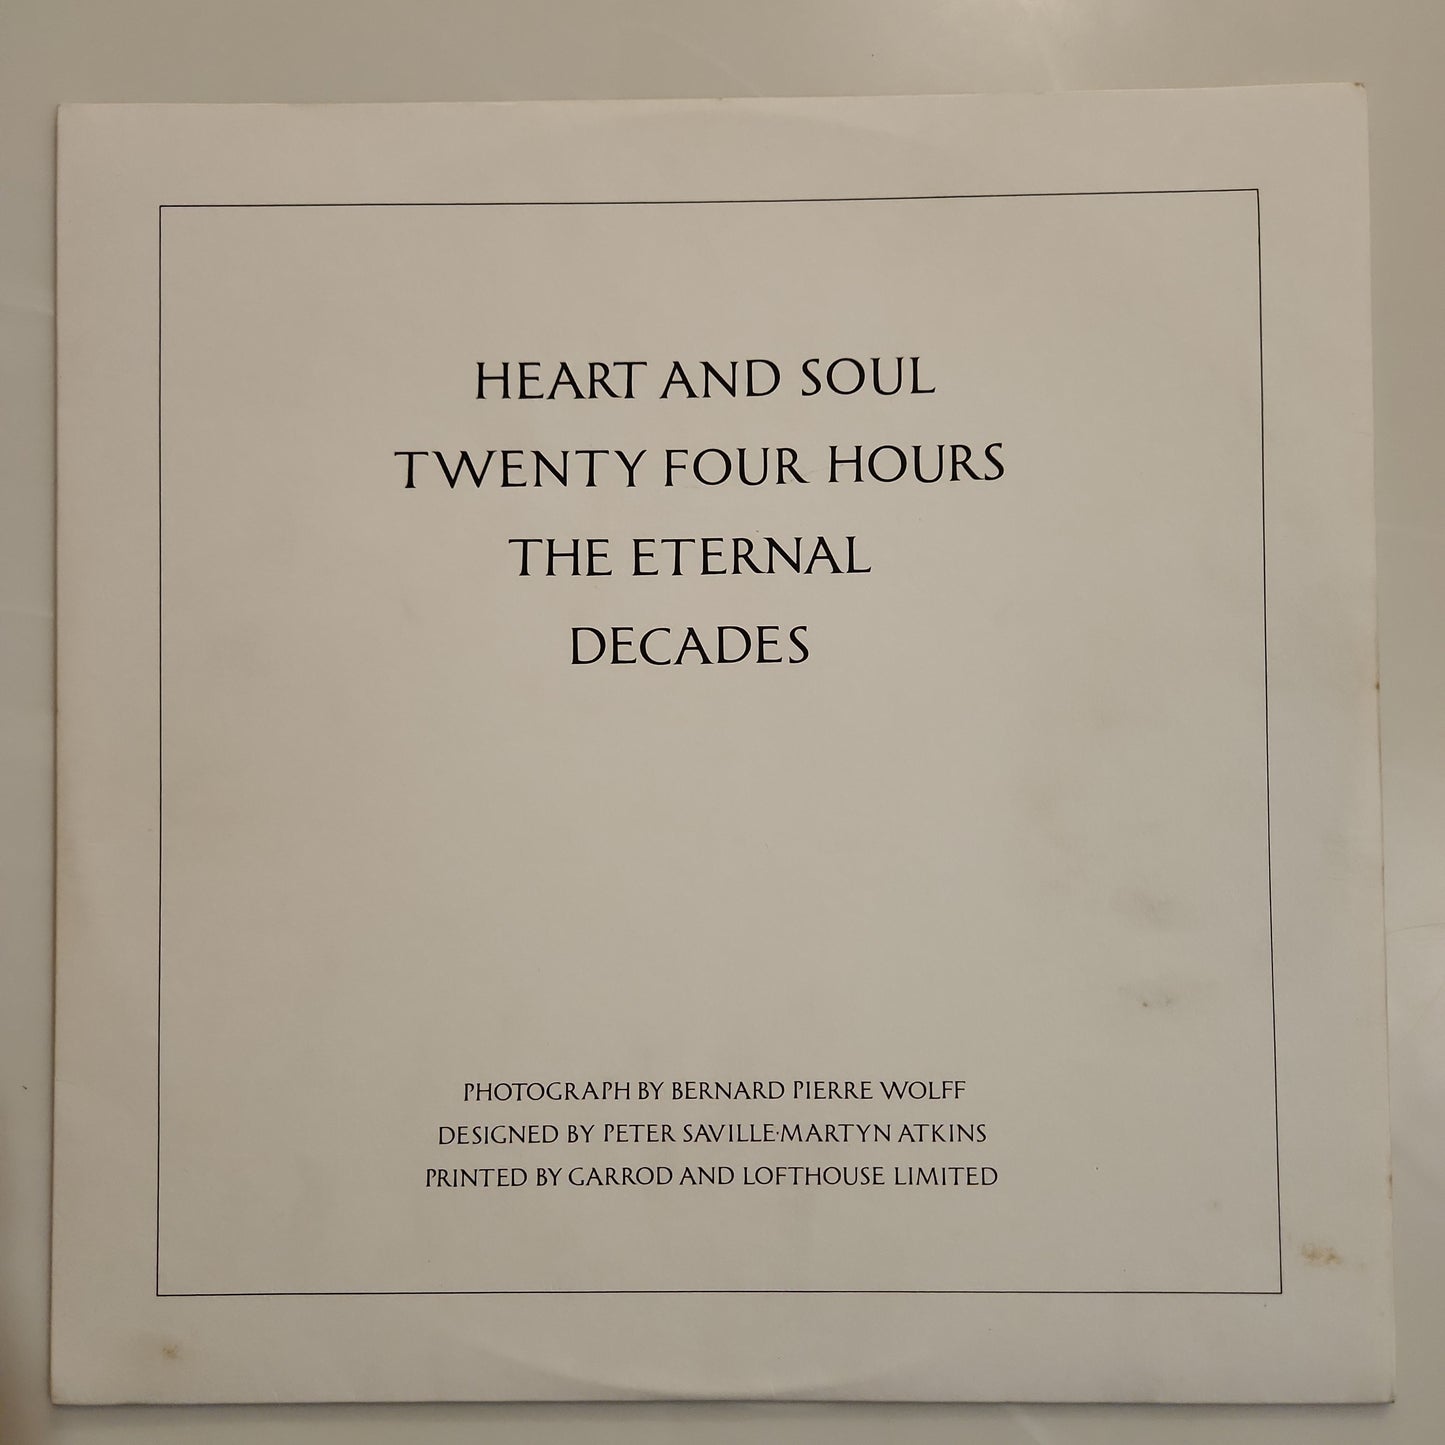 HEART AND SOUL
TWENTY FOUR HOURS
THE ETERNAL
DECADES
PHOTOGRAPH BY BERNARD PIERRE WOLFF
DESIGNED BY PETER SAVILLE·MARTYN ATKINS
PRINTED BY GARROD AND LOFTHOUSE LIMITED